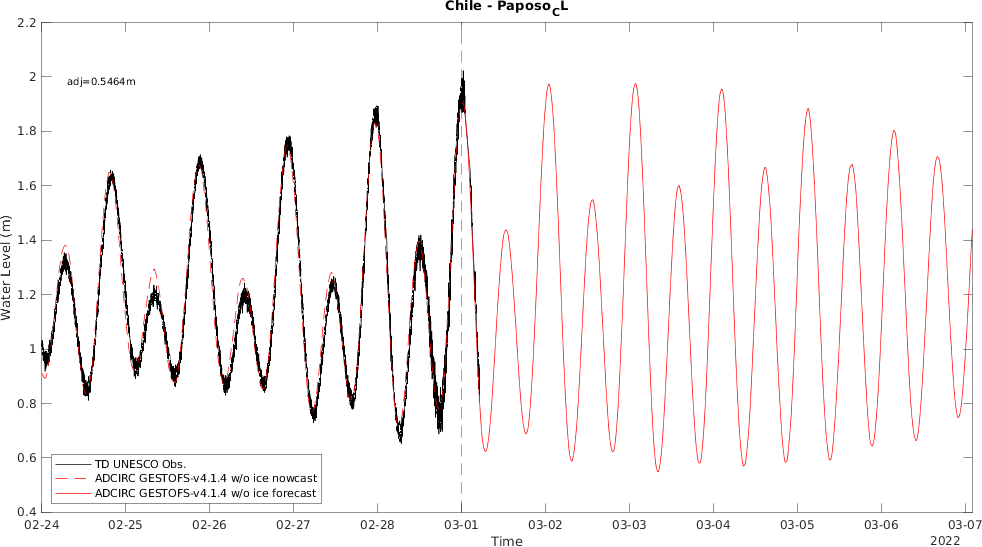 Chile - PaposoCL
2.2
2
1.8
1.6
1.4
1.2
1
0.8
0.6
0.4
Water Level (m)
adj=0.5464m
TD UNESCO Obs.
ADCIRC GESTOFS-v4.1.4 w/o ice nowcast
ADCIRC GESTOFS-v4.1.4 w/o ice forecast
02-24 02-25 02-26 02-27 02-28 03-01 03-02 03-03 03-04 03-05 03-06 03-07
Time
2022